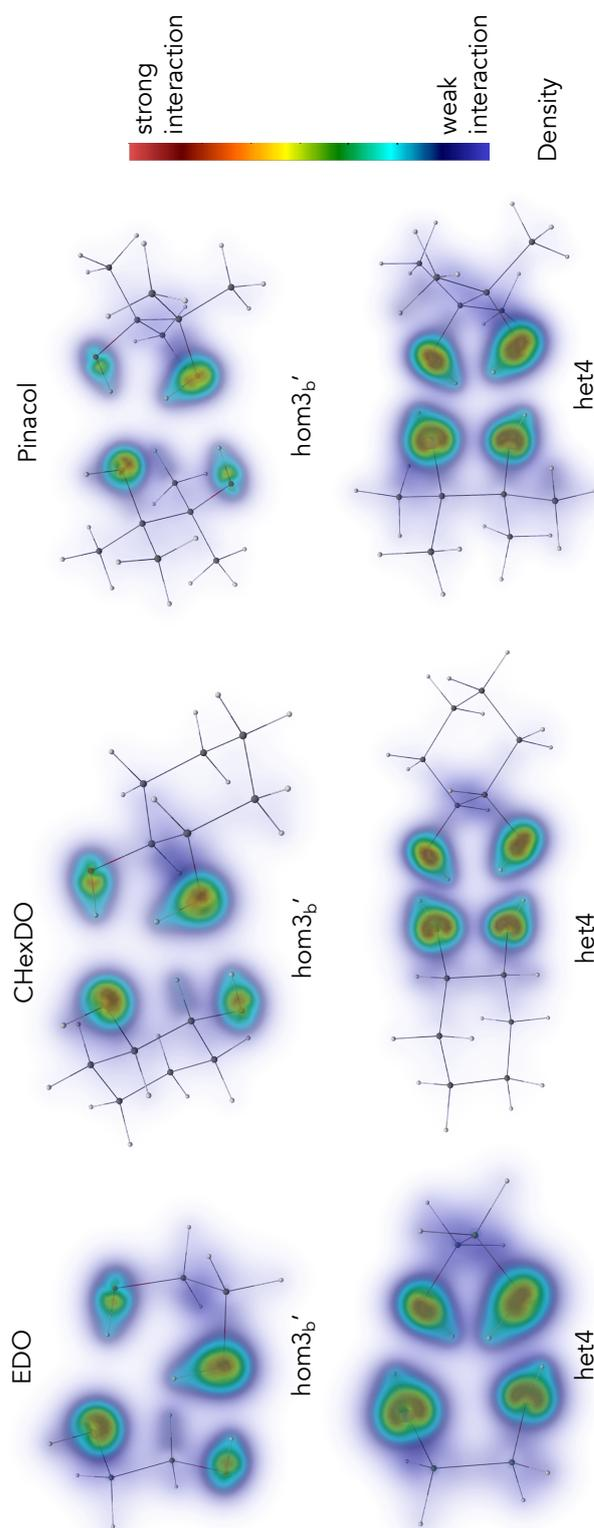 EDO
CHexDO
Pinacol
strong
interaction
hom3b′
hom3b′
hom3b′
weak
interaction
het4
het4
het4
Density